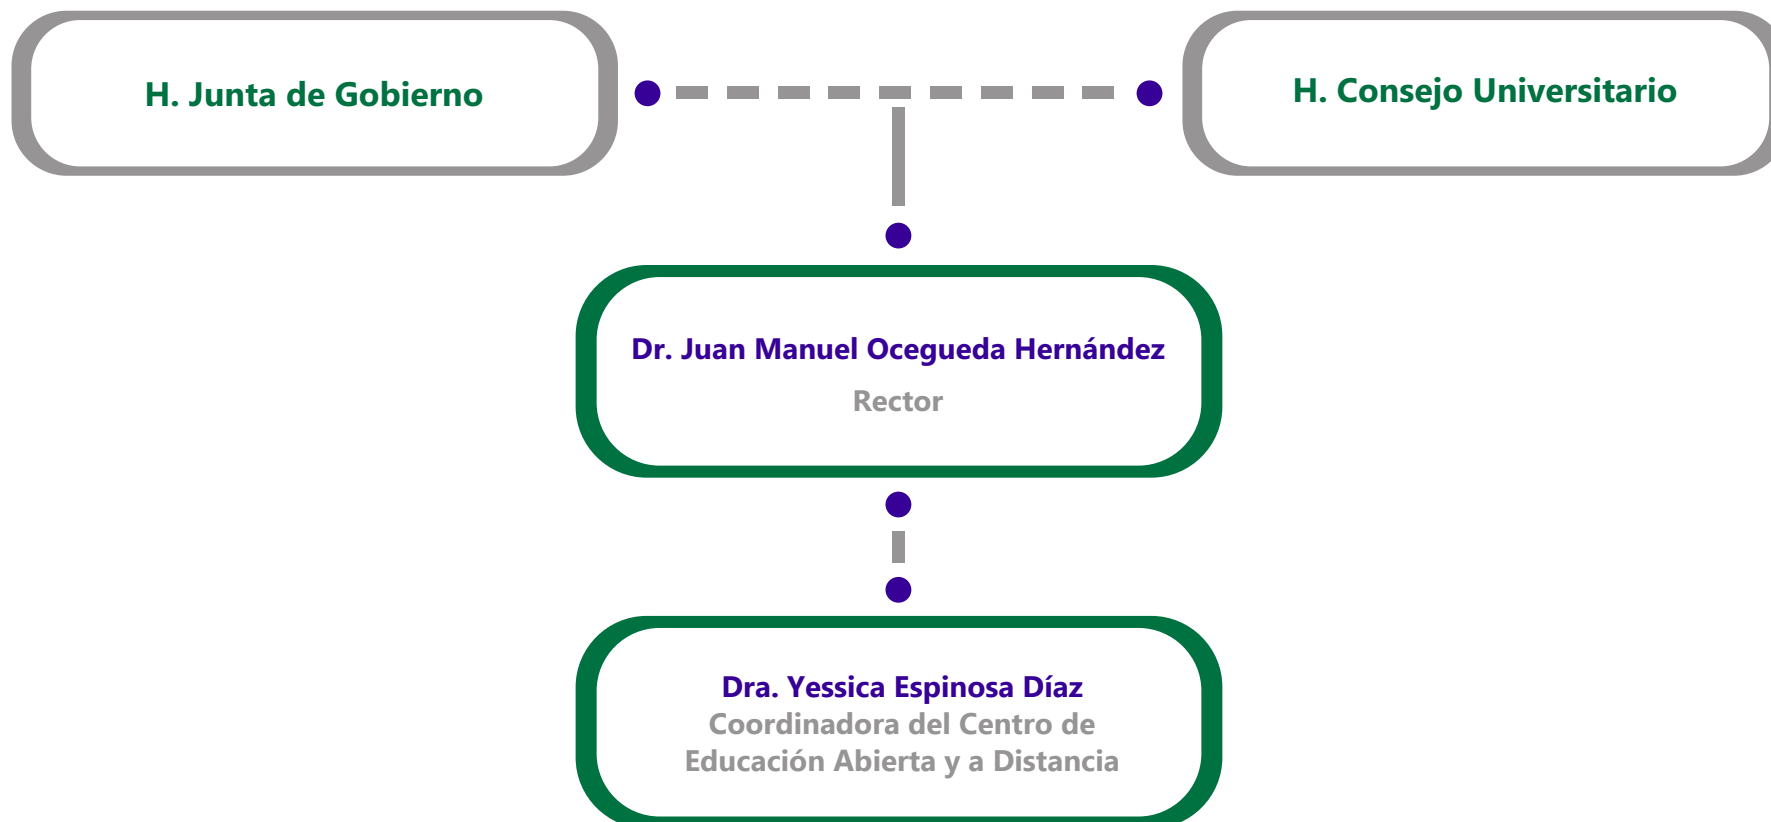 H. Junta de Gobierno
H. Consejo Universitario
Dr. Juan Manuel Ocegueda Hernández
Rector
Dra. Yessica Espinosa Díaz
Coordinadora del Centro de
Educación Abierta y a Distancia